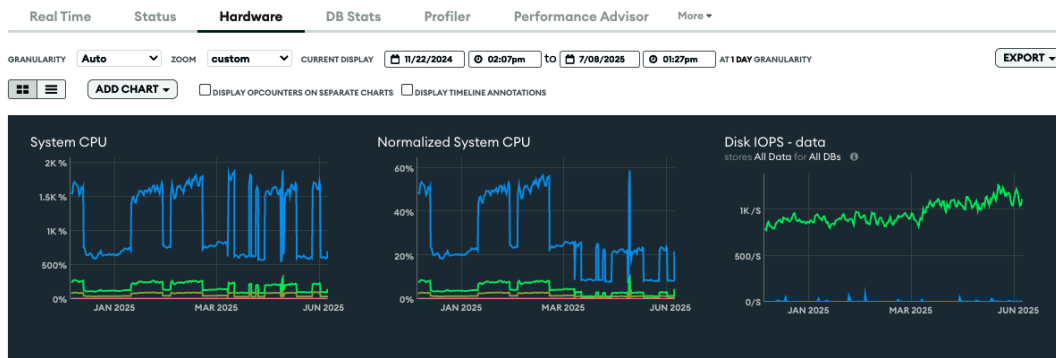 Real Time Status Hardware DB Stats Profiler Performance Advisor More
GRANULARITY Auto ZOOM custom CURRENT DISPLAY 11/22/2024 02:07pm to 7/08/2025 01:27pm AT 1 DAY GRANULARITY EXPORT
ADD CHART DISPLAY OPCOUNTERS ON SEPARATE CHARTS DISPLAY TIMELINE ANNOTATIONS
System CPU
2K %
1.5K %
1K %
500%
0%
JAN 2025 MAR 2025 JUN 2025
Normalized System CPU
60%
40%
20%
0%
JAN 2025 MAR 2025 JUN 2025
Disk IOPS - data
stores All Data for All DBs
1K /S
500/S
0/S
JAN 2025 MAR 2025 JUN 2025